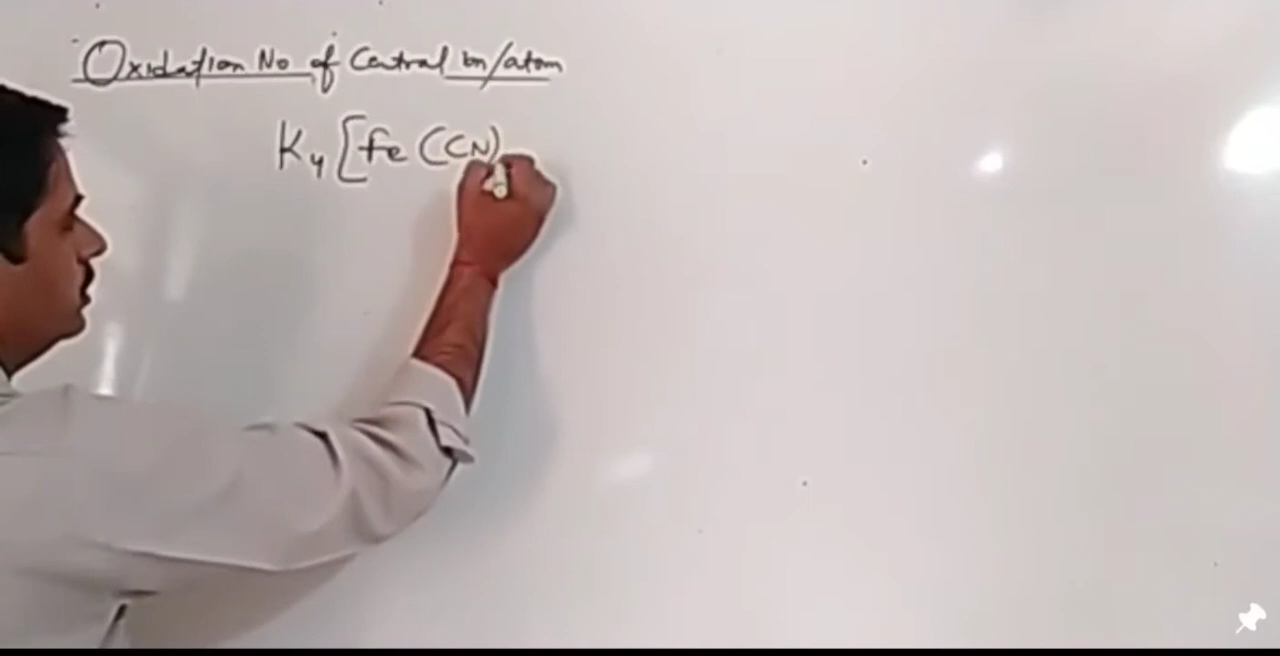 Oxidation No of Central ion/atom
K₄[Fe(CN)